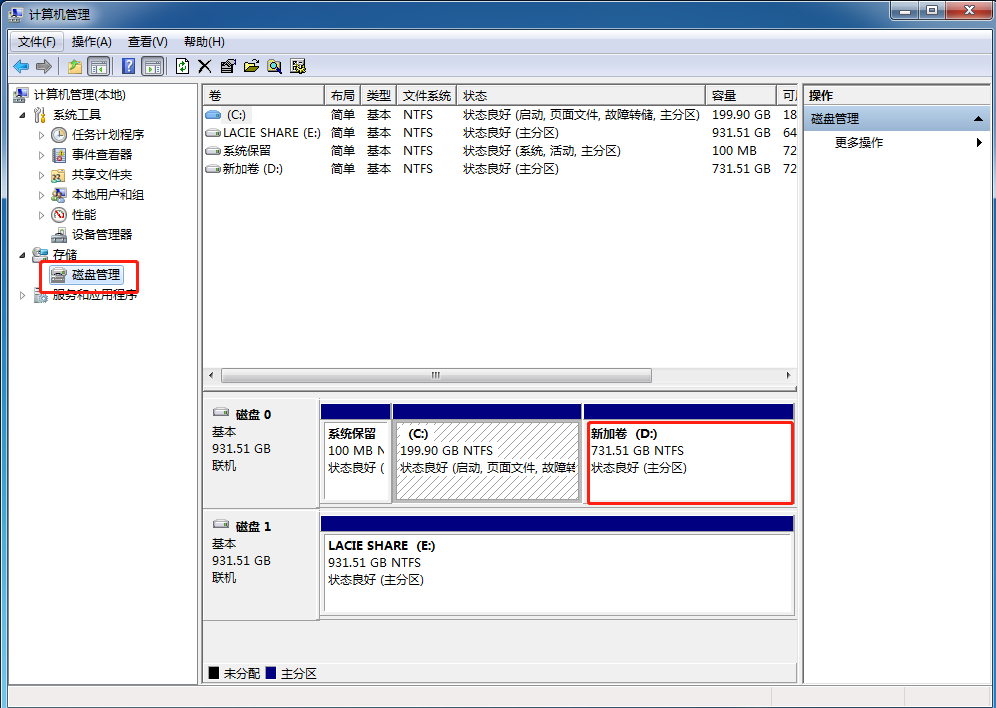 计算机管理
文件(F) 操作(A) 查看(V) 帮助(H)
计算机管理(本地)
系统工具
任务计划程序
事件查看器
共享文件夹
本地用户和组
性能
设备管理器
存储
磁盘管理
服务和应用程序
卷 布局 类型 文件系统 状态 容量 可
(C:) 简单 基本 NTFS 状态良好 (启动, 页面文件, 故障转储, 主分区) 199.90 GB 18
LACIE SHARE (E:) 简单 基本 NTFS 状态良好 (主分区) 931.51 GB 64
系统保留 简单 基本 NTFS 状态良好 (系统, 活动, 主分区) 100 MB 72
新加卷 (D:) 简单 基本 NTFS 状态良好 (主分区) 731.51 GB 72
磁盘 0
基本
931.51 GB
联机
系统保留
100 MB N
状态良好 (
(C:)
199.90 GB NTFS
状态良好 (启动, 页面文件, 故障转
新加卷 (D:)
731.51 GB NTFS
状态良好 (主分区)
磁盘 1
基本
931.51 GB
联机
LACIE SHARE (E:)
931.51 GB NTFS
状态良好 (主分区)
未分配 主分区
操作
磁盘管理
更多操作